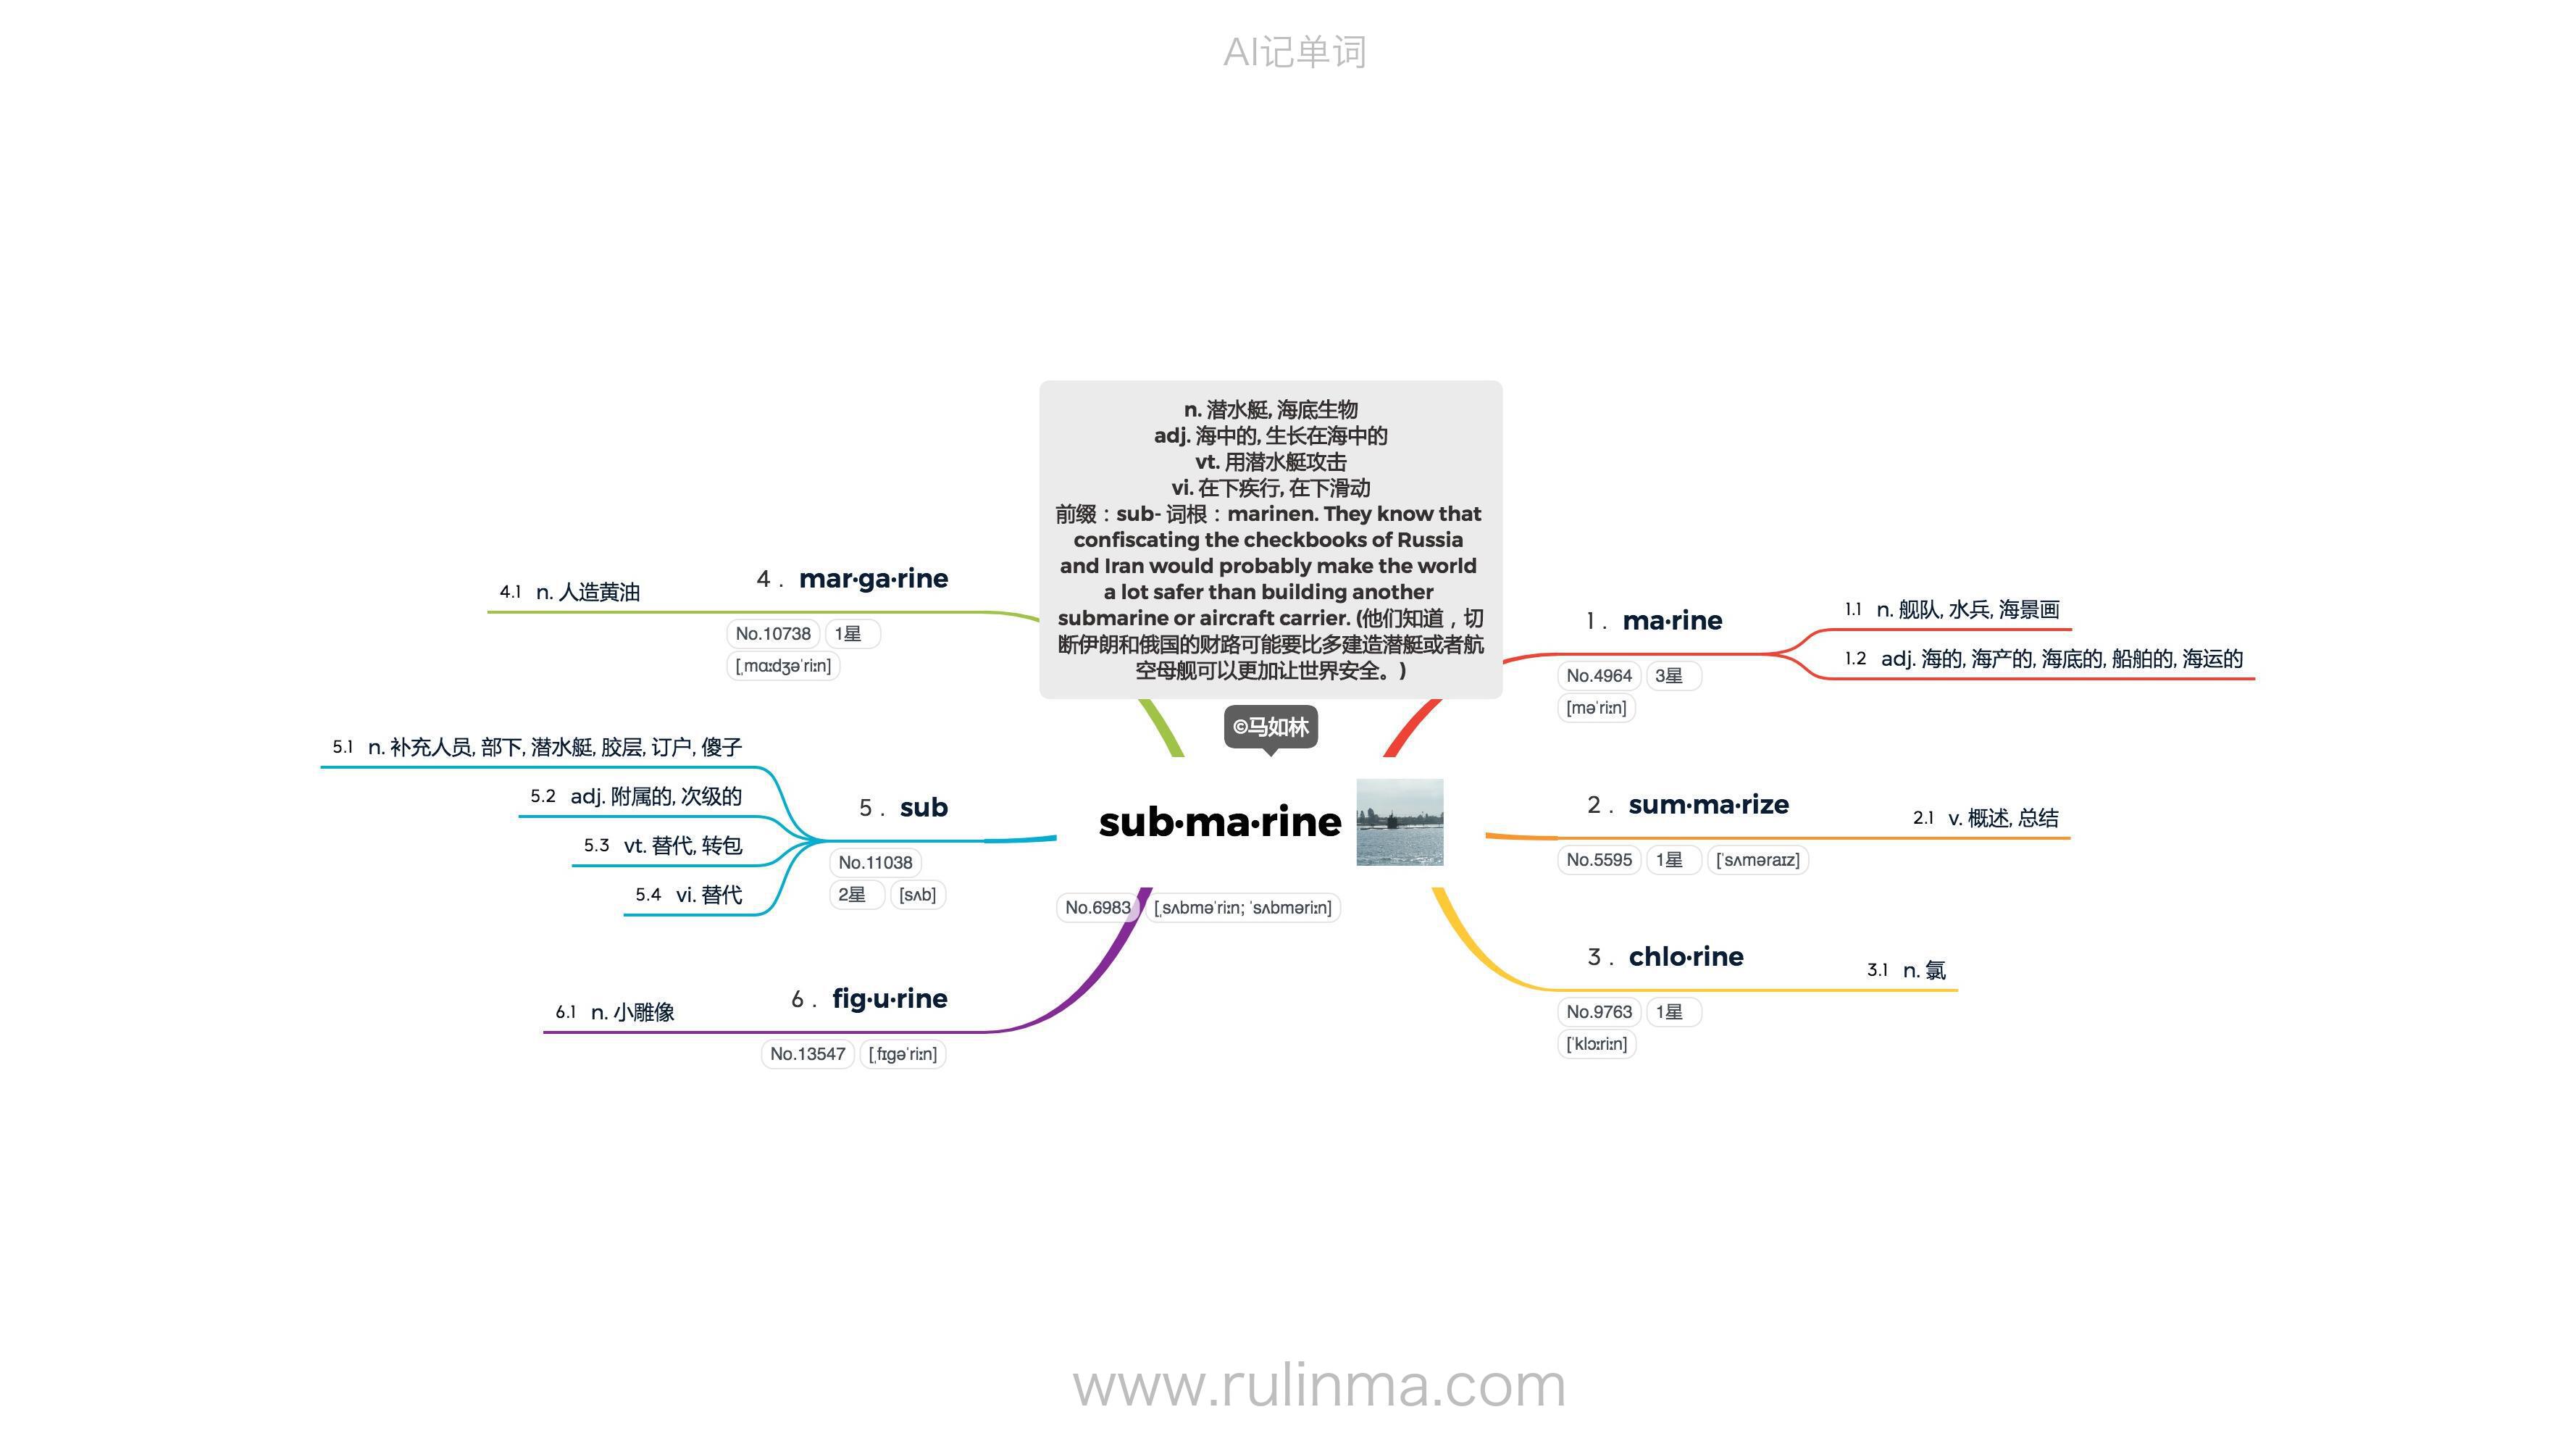 AI记单词
n. 潜水艇, 海底生物
adj. 海中的, 生长在海中的
vt. 用潜水艇攻击
vi. 在下疾行, 在下滑动
前缀：sub- 词根：marinen. They know that
confiscating the checkbooks of Russia
and Iran would probably make the world
a lot safer than building another
submarine or aircraft carrier. (他们知道，切
断伊朗和俄国的财路可能要比多建造潜艇或者航
空母舰可以更加让世界安全。)
©马如林
sub·ma·rine
No.6983 [ˌsʌbməˈriːn; ˈsʌbməriːn]
1 . ma·rine
No.4964 3星
[məˈriːn]
1.1 n. 舰队, 水兵, 海景画
1.2 adj. 海的, 海产的, 海底的, 船舶的, 海运的
2 . sum·ma·rize
No.5595 1星 [ˈsʌməraɪz]
2.1 v. 概述, 总结
3 . chlo·rine
No.9763 1星
[ˈklɔːriːn]
3.1 n. 氯
4 . mar·ga·rine
No.10738 1星
[ˌmɑːdʒəˈriːn]
4.1 n. 人造黄油
5 . sub
No.11038
2星 [sʌb]
5.1 n. 补充人员, 部下, 潜水艇, 胶层, 订户, 傻子
5.2 adj. 附属的, 次级的
5.3 vt. 替代, 转包
5.4 vi. 替代
6 . fig·u·rine
No.13547 [ˌfɪɡəˈriːn]
6.1 n. 小雕像
www.rulinma.com